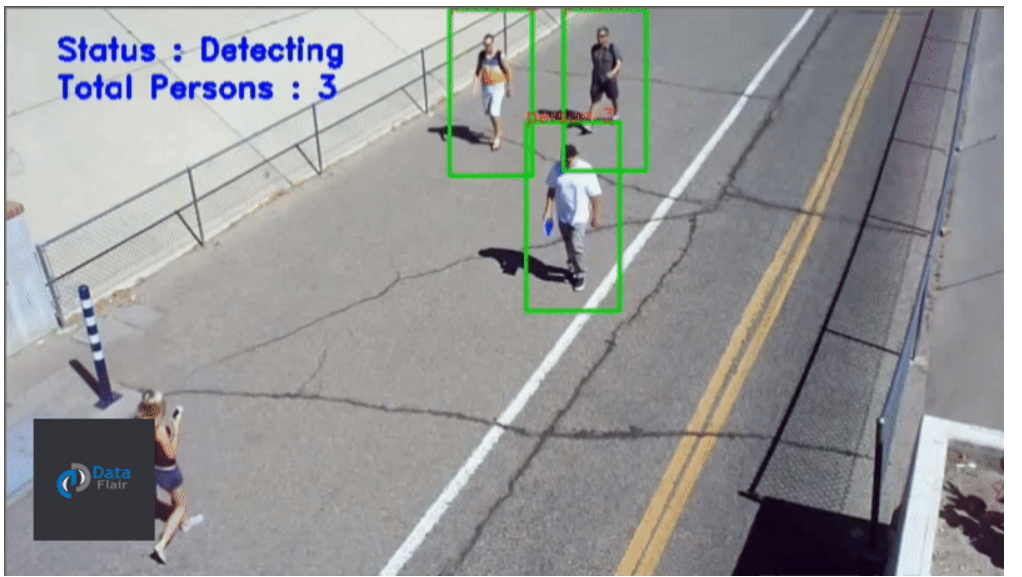 Status : Detecting
Total Persons : 3
Data
Flair